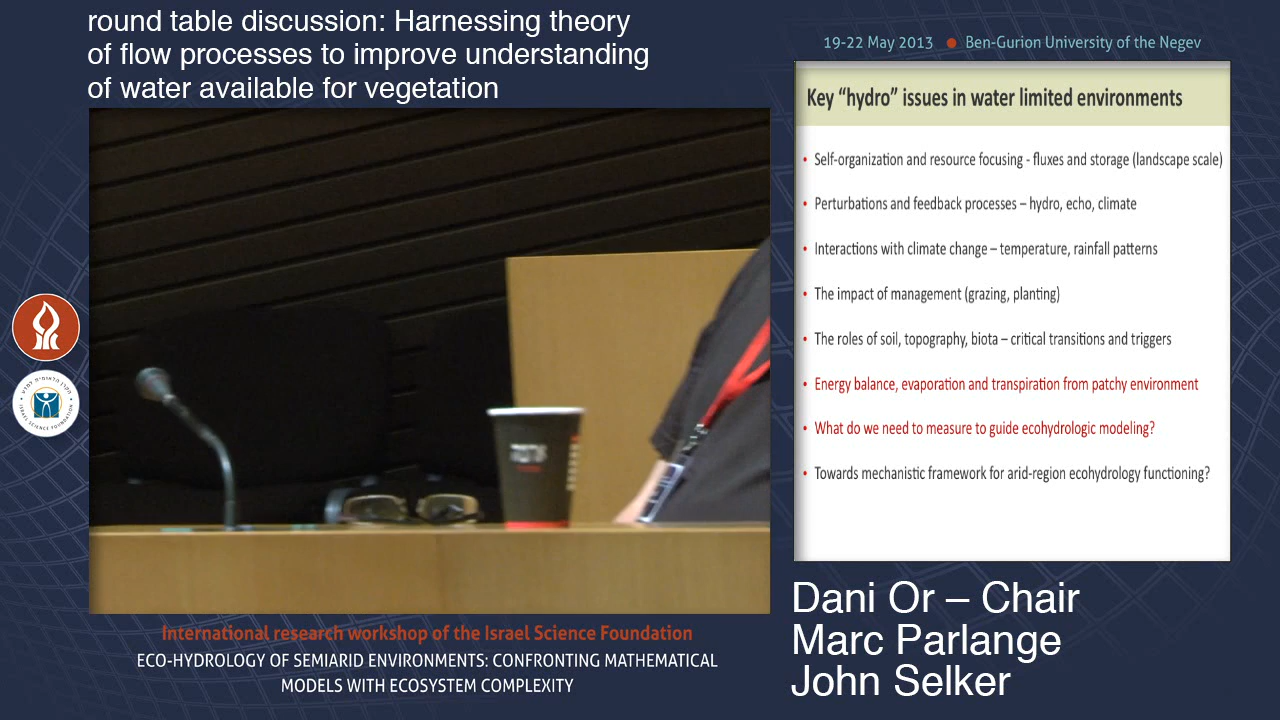 round table discussion: Harnessing theory
of flow processes to improve understanding
of water available for vegetation
19-22 May 2013 ● Ben-Gurion University of the Negev
Key “hydro” issues in water limited environments
• Self-organization and resource focusing - fluxes and storage (landscape scale)
• Perturbations and feedback processes – hydro, echo, climate
• Interactions with climate change – temperature, rainfall patterns
• The impact of management (grazing, planting)
• The roles of soil, topography, biota – critical transitions and triggers
• Energy balance, evaporation and transpiration from patchy environment
• What do we need to measure to guide ecohydrologic modeling?
• Towards mechanistic framework for arid-region ecohydrology functioning?
International research workshop of the Israel Science Foundation
ECO-HYDROLOGY OF SEMIARID ENVIRONMENTS: CONFRONTING MATHEMATICAL
MODELS WITH ECOSYSTEM COMPLEXITY
Dani Or – Chair
Marc Parlange
John Selker
ISRAEL SCIENCE FOUNDATION